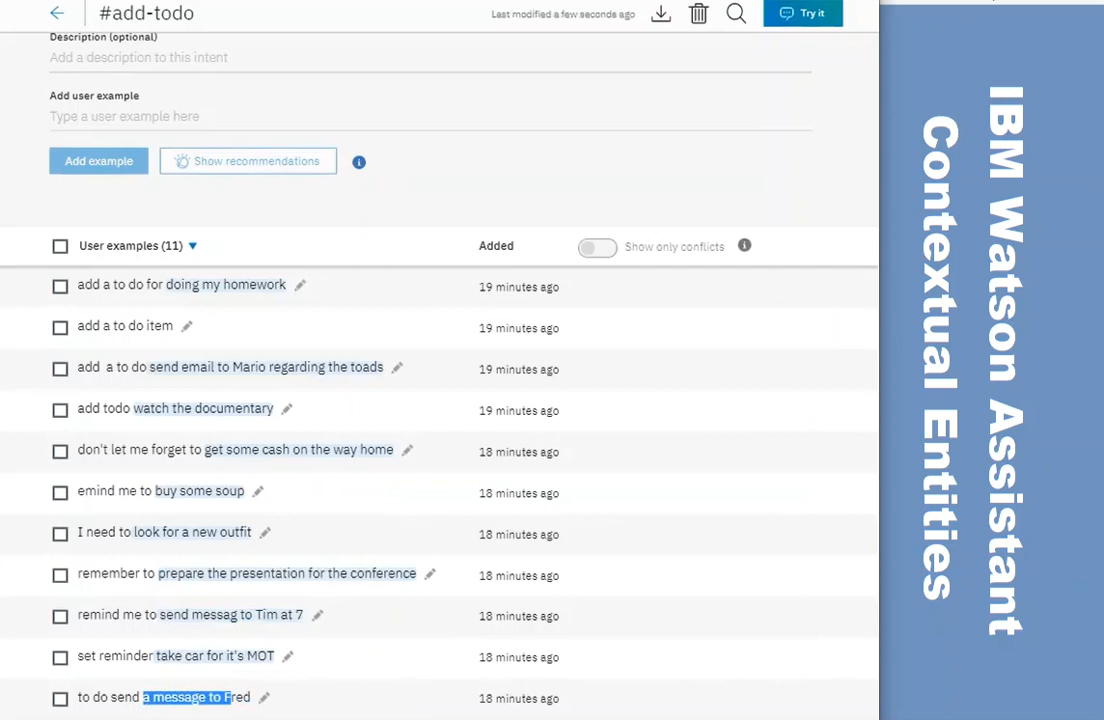 #add-todo
Last modified a few seconds ago
Try it
Description (optional)
Add a description to this intent
Add user example
Type a user example here
Add example
Show recommendations
User examples (11)
Added
Show only conflicts
add a to do for doing my homework
19 minutes ago
add a to do item
19 minutes ago
add a to do send email to Mario regarding the toads
19 minutes ago
add todo watch the documentary
19 minutes ago
don't let me forget to get some cash on the way home
18 minutes ago
emind me to buy some soup
18 minutes ago
I need to look for a new outfit
18 minutes ago
remember to prepare the presentation for the conference
18 minutes ago
remind me to send messag to Tim at 7
18 minutes ago
set reminder take car for it's MOT
18 minutes ago
to do send a message to Fred
18 minutes ago
IBM Watson Assistant
Contextual Entities